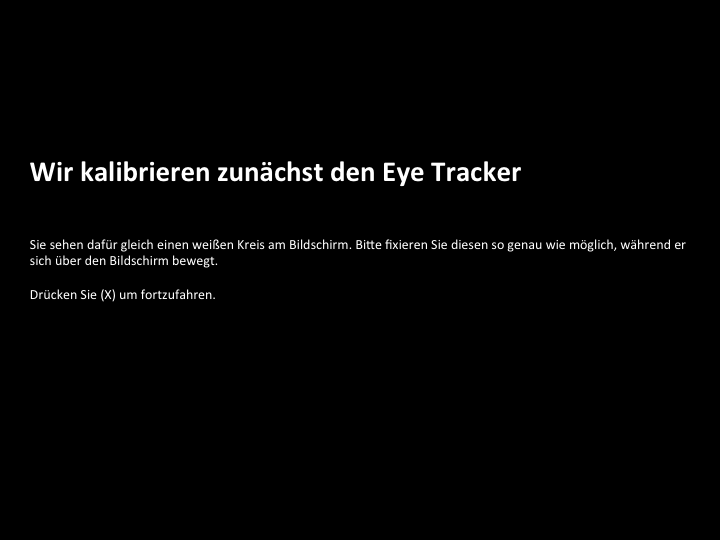 Wir kalibrieren zunächst den Eye Tracker
Sie sehen dafür gleich einen weißen Kreis am Bildschirm. Bitte fixieren Sie diesen so genau wie möglich, während er
sich über den Bildschirm bewegt.
Drücken Sie (X) um fortzufahren.